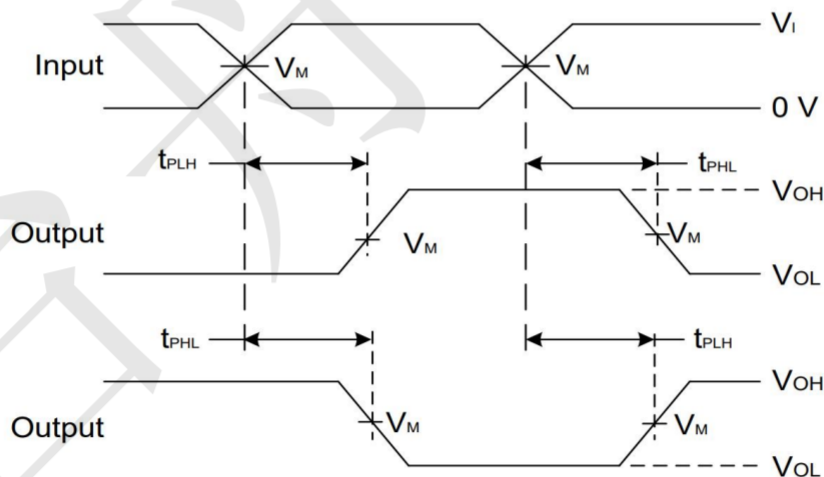 VI
Input VM VM
0 V
tPLH tPHL
VOH
Output VM VM
VOL
tPHL tPLH
VOH
Output VM VM
VOL